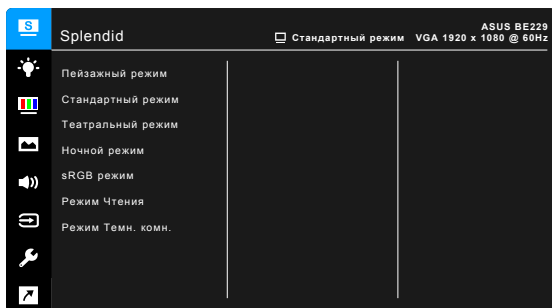 S
Splendid
Стандартный режим
ASUS BE229
VGA 1920 x 1080 @ 60Hz
Пейзажный режим
Стандартный режим
Театральный режим
Ночной режим
sRGB режим
Режим Чтения
Режим Темн. комн.